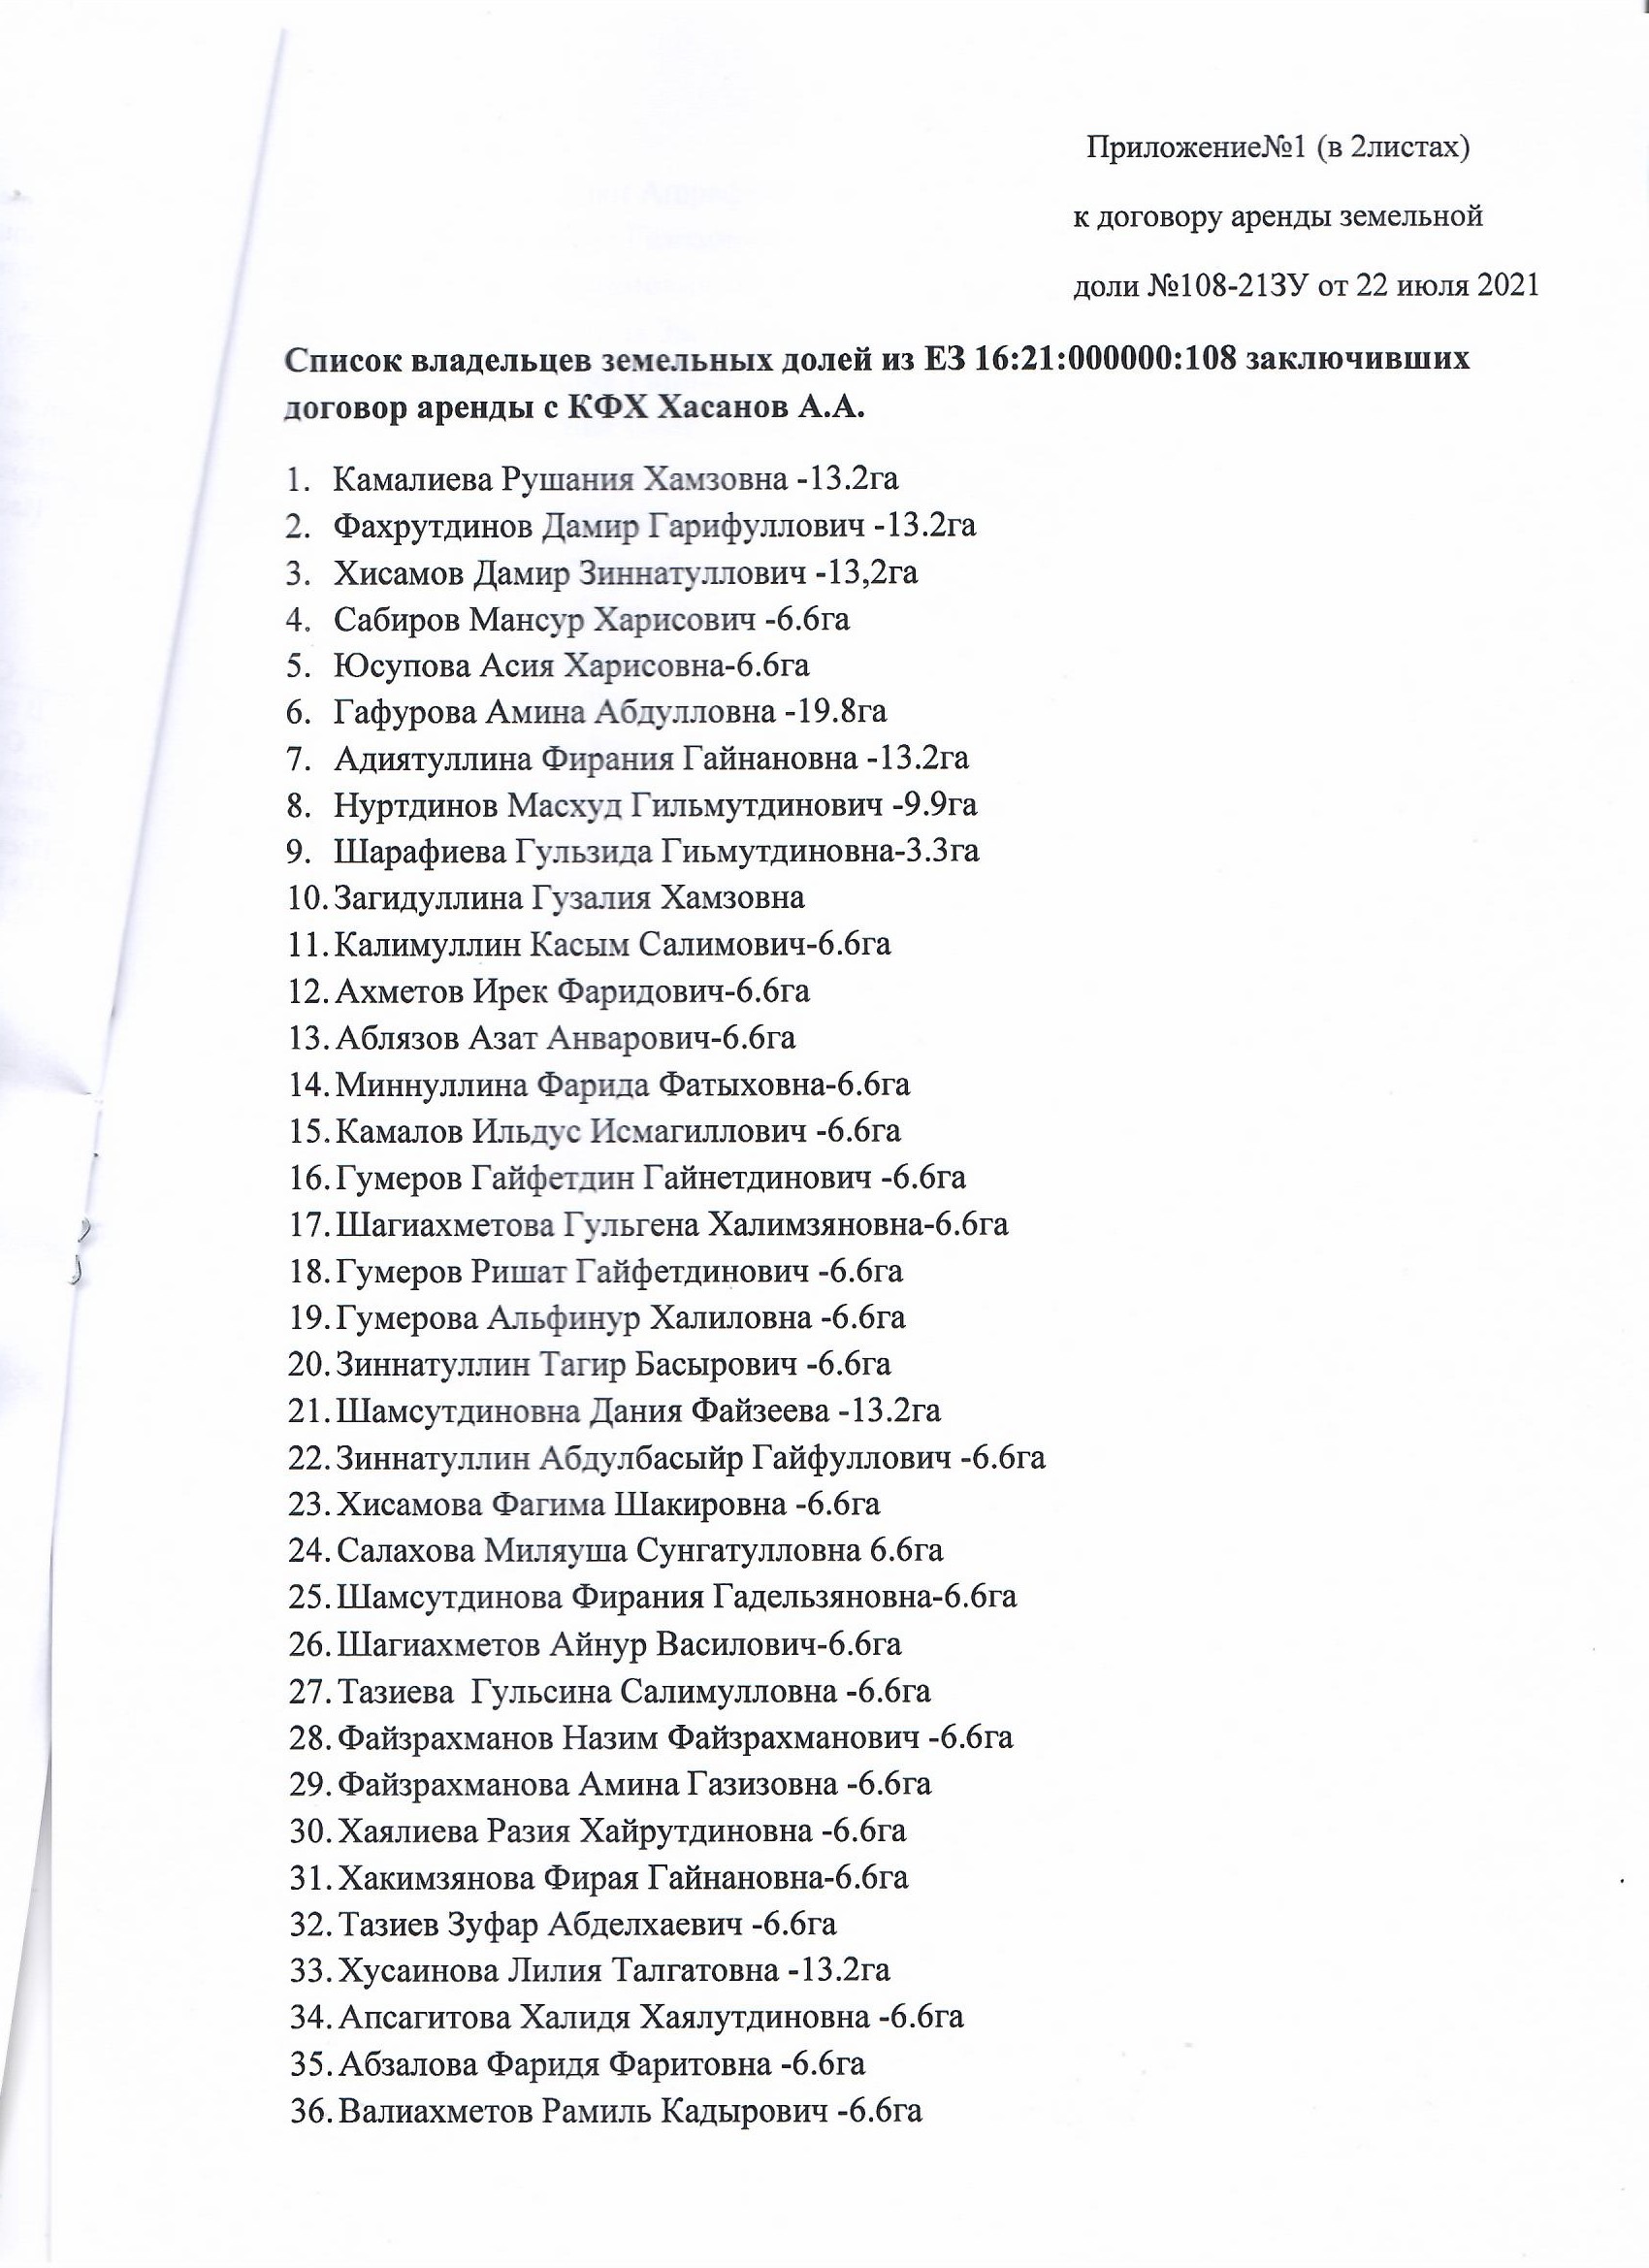 Приложение№1 (в 2листах)
к договору аренды земельной
доли №108-21ЗУ от 22 июля 2021
Список владельцев земельных долей из ЕЗ 16:21:000000:108 заключивших
договор аренды с КФХ Хасанов А.А.
1. Камалиева Рушания Хамзовна -13.2га
2. Фахрутдинов Дамир Гарифуллович -13.2га
3. Хисамов Дамир Зиннатуллович -13,2га
4. Сабиров Мансур Харисович -6.6га
5. Юсупова Асия Харисовна-6.6га
6. Гафурова Амина Абдулловна -19.8га
7. Адиятуллина Фирания Гайнановна -13.2га
8. Нуртдинов Масхуд Гильмутдинович -9.9га
9. Шарафиева Гульзида Гиьмутдиновна-3.3га
10. Загидуллина Гузалия Хамзовна
11. Калимуллин Касым Салимович-6.6га
12. Ахметов Ирек Фаридович-6.6га
13. Аблязов Азат Анварович-6.6га
14. Миннуллина Фарида Фатыховна-6.6га
15. Камалов Ильдус Исмагиллович -6.6га
16. Гумеров Гайфетдин Гайнетдинович -6.6га
17. Шагиахметова Гульгена Халимзяновна-6.6га
18. Гумеров Ришат Гайфетдинович -6.6га
19. Гумерова Альфинур Халиловна -6.6га
20. Зиннатуллин Тагир Басырович -6.6га
21. Шамсутдиновна Дания Файзеева -13.2га
22. Зиннатуллин Абдулбасыйр Гайфуллович -6.6га
23. Хисамова Фагима Шакировна -6.6га
24. Салахова Миляуша Сунгатулловна 6.6га
25. Шамсутдинова Фирания Гадельзяновна-6.6га
26. Шагиахметов Айнур Василович-6.6га
27. Тазиева  Гульсина Салимулловна -6.6га
28. Файзрахманов Назим Файзрахманович -6.6га
29. Файзрахманова Амина Газизовна -6.6га
30. Хаялиева Разия Хайрутдиновна -6.6га
31. Хакимзянова Фирая Гайнановна-6.6га
32. Тазиев Зуфар Абделхаевич -6.6га
33. Хусаинова Лилия Талгатовна -13.2га
34. Апсагитова Халидя Хаялутдиновна -6.6га
35. Абзалова Фаридя Фаритовна -6.6га
36. Валиахметов Рамиль Кадырович -6.6га